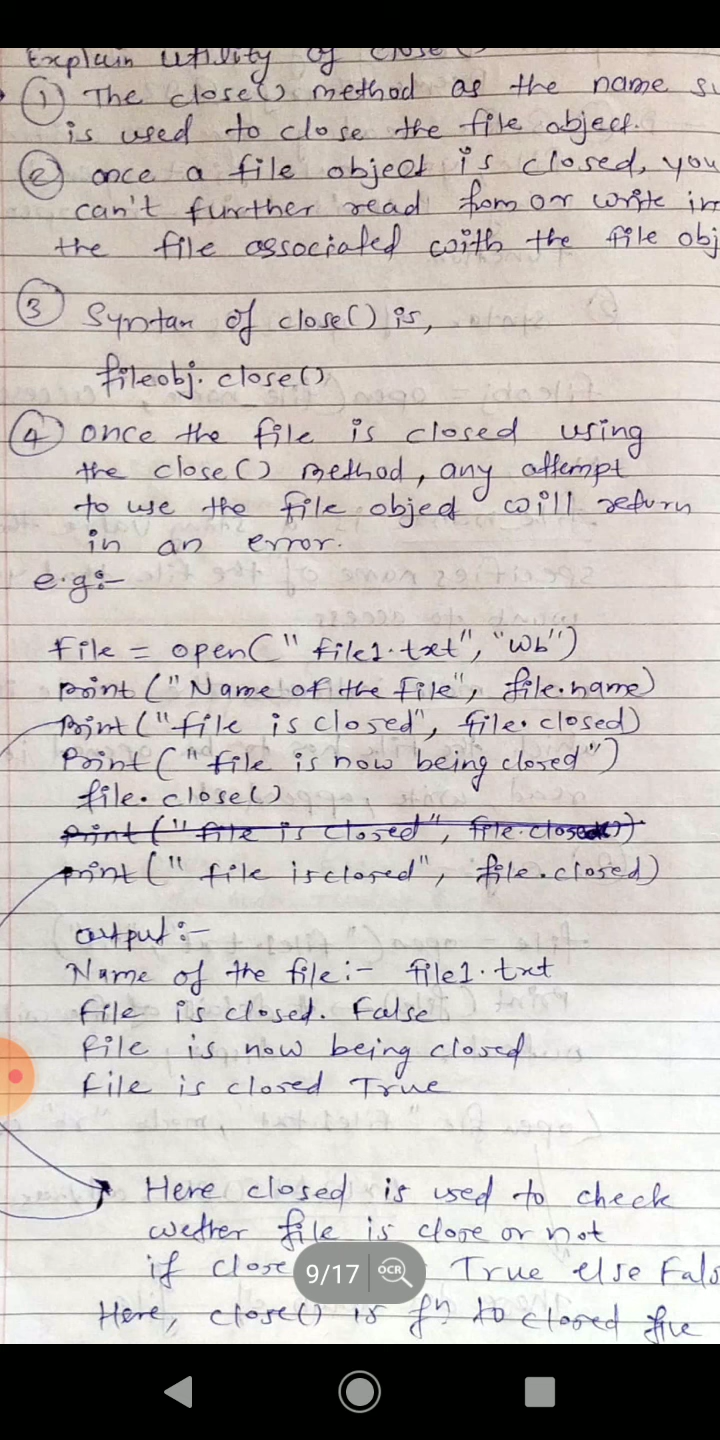 Explain utility of close()
① The close() method as the name su
is used to close the file object.
② once a file object is closed, you
can't further read from or write in
the file associated with the file obj
③ Syntax of close() is,
fileobj. close()
④ once the file is closed using
the close() method, any attempt
to use the file object will return
in an error.
e.g:-
File = open(" file1.txt", "wb")
print ("Name of the file", file.name)
print ("file is closed", file.closed)
Print ("file is now being closed")
file. close()
print (" file is closed", file.closed())
print (" file is closed", file.closed)
output :-
Name of the file:- file1.txt
file is closed. False
File is now being closed
File is closed True
Here closed is used to check
wether file is close or not
if close True else Fals
Here, close() is fn to closed file
9/17 OCR